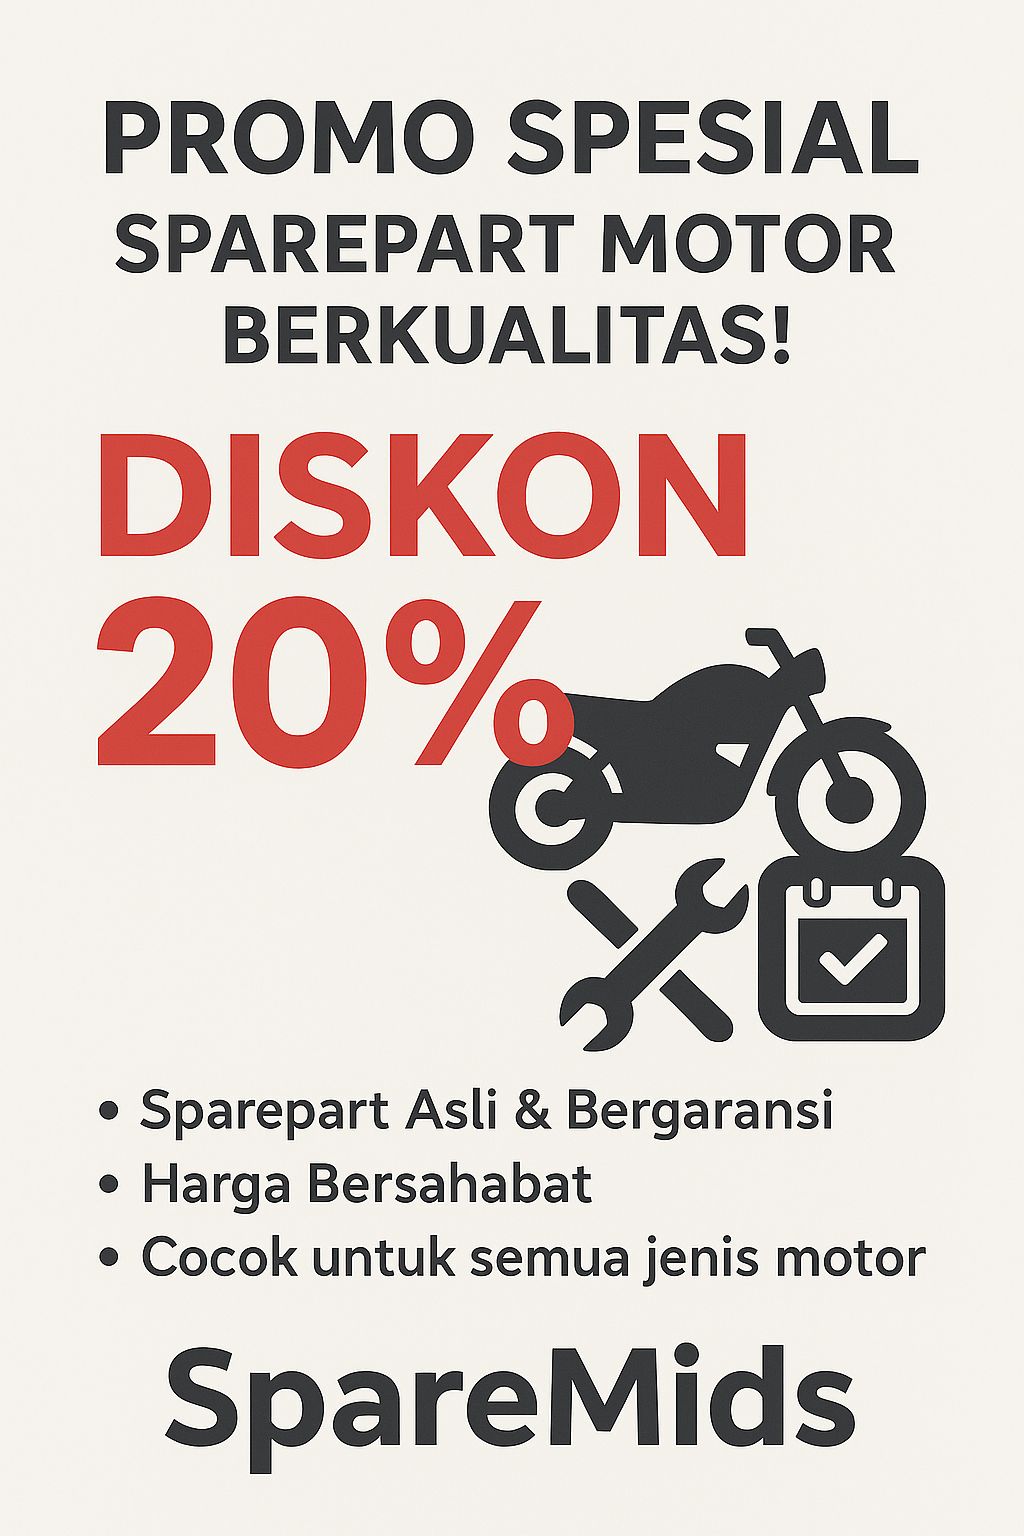 PROMO SPESIAL
SPAREPART MOTOR
BERKUALITAS!
DISKON
20%
• Sparepart Asli & Bergaransi
• Harga Bersahabat
• Cocok untuk semua jenis motor
SpareMids